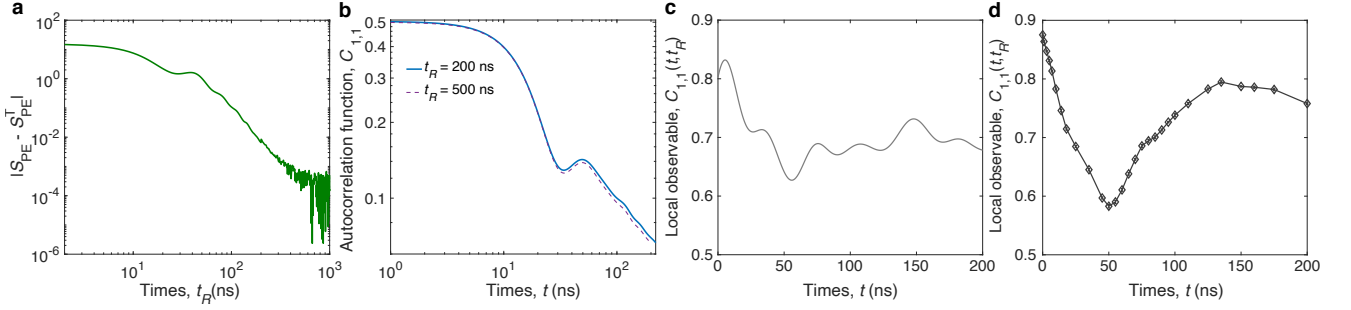 a
|S_PE - S_PE^T|
10^2
10^0
10^-2
10^-4
10^-6
10^1
10^2
10^3
Times, t_R(ns)
b
Autocorrelation function, C_1,1
0.5
0.4
0.3
0.2
0.1
t_R = 200 ns
t_R = 500 ns
10^0
10^1
10^2
Times, t (ns)
c
Local observable, C_1,1(t,t_R)
0.9
0.8
0.7
0.6
0.5
0
50
100
150
200
Times, t (ns)
d
Local observable, C_1,1(t,t_R)
0.9
0.8
0.7
0.6
0.5
0
50
100
150
200
Times, t (ns)